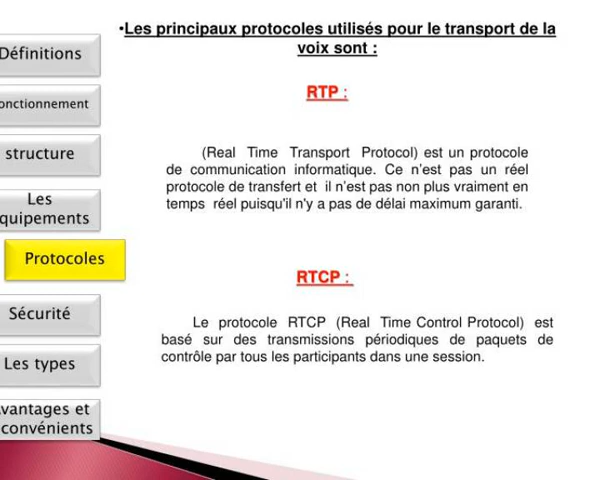 •Les principaux protocoles utilisés pour le transport de la
voix sont :
RTP :
(Real Time Transport Protocol) est un protocole
de communication informatique. Ce n'est pas un réel
protocole de transfert et il n'est pas non plus vraiment en
temps réel puisqu'il n'y a pas de délai maximum garanti.
RTCP :
Le protocole RTCP (Real Time Control Protocol) est
basé sur des transmissions périodiques de paquets de
contrôle par tous les participants dans une session.
Définitions
onctionnement
structure
Les
quipements
Protocoles
Sécurité
Les types
vantages et
convénients